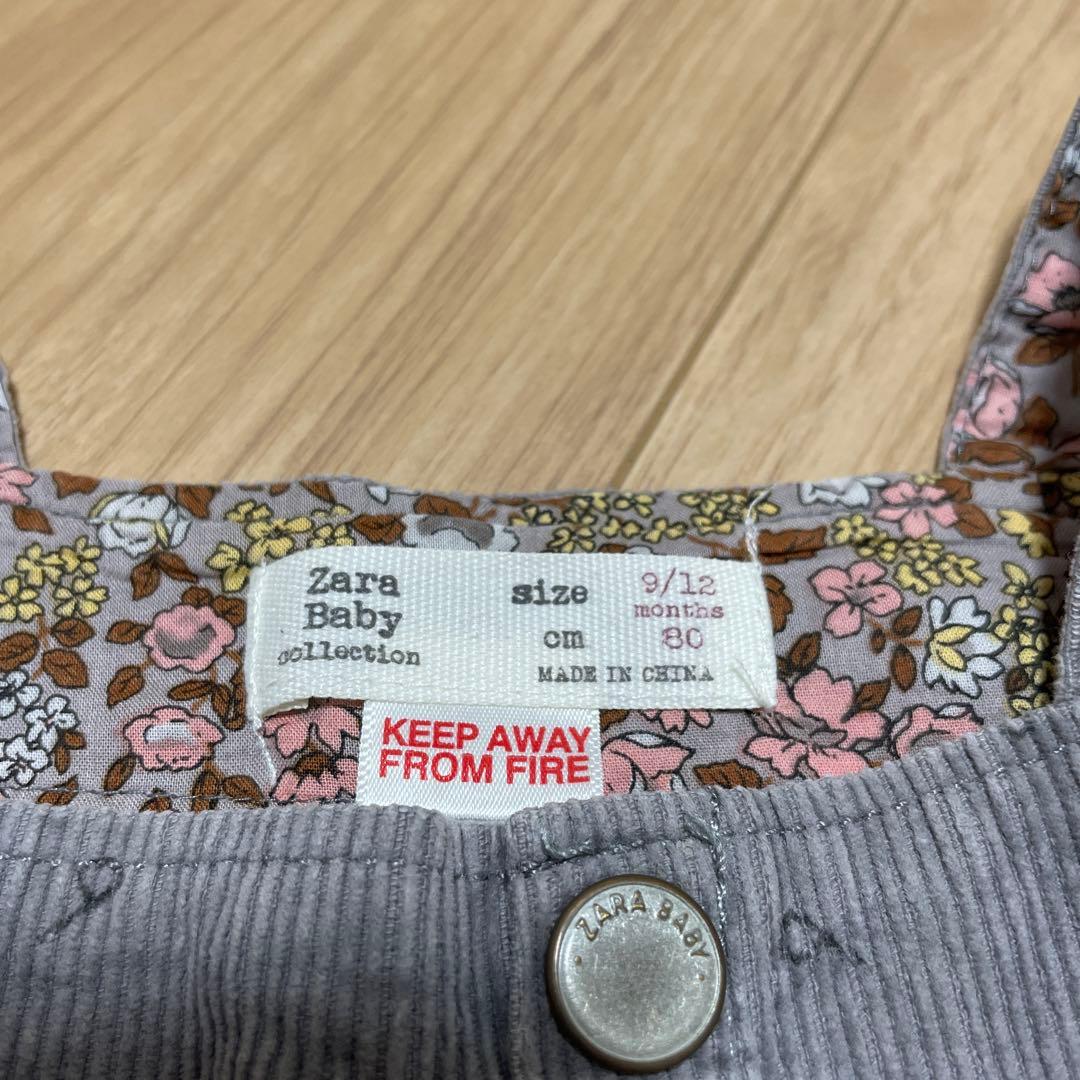 Zara
Baby
collection
size 9/12
months
cm 80
MADE IN CHINA
KEEP AWAY
FROM FIRE
· ZARA BABY ·